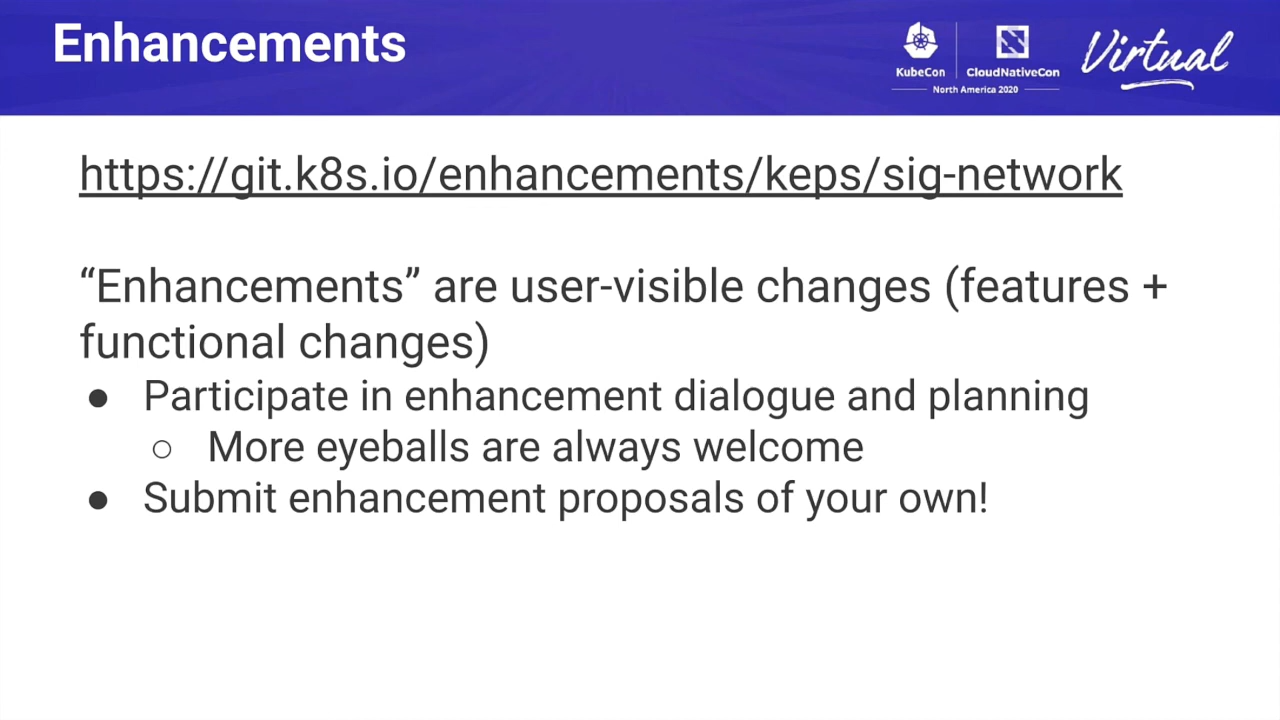 Enhancements
KubeCon
CloudNativeCon
North America 2020
Virtual
https://git.k8s.io/enhancements/keps/sig-network
“Enhancements” are user-visible changes (features +
functional changes)
● Participate in enhancement dialogue and planning
○ More eyeballs are always welcome
● Submit enhancement proposals of your own!